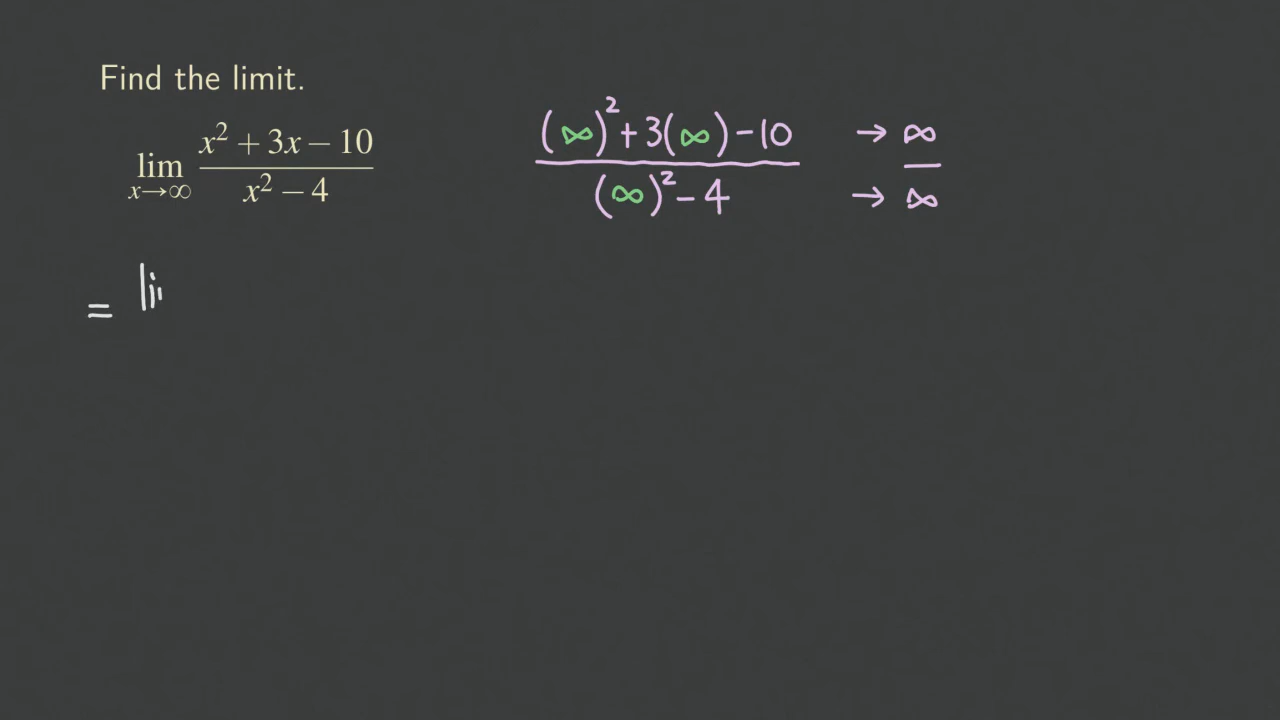 Find the limit.
lim x→∞ (x² + 3x − 10)/(x² − 4)
(∞)² + 3(∞) − 10 → ∞
(∞)² − 4 → ∞
= li